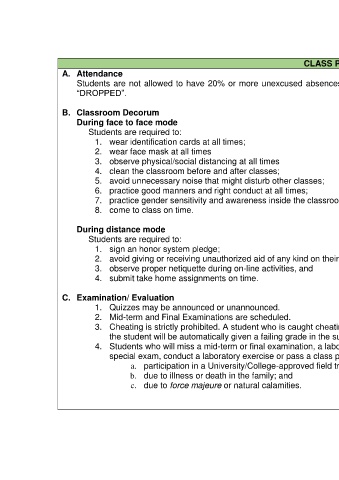 CLASS P
A. Attendance
Students are not allowed to have 20% or more unexcused absences
“DROPPED”.
B. Classroom Decorum
During face to face mode
Students are required to:
1. wear identification cards at all times;
2. wear face mask at all times
3. observe physical/social distancing at all times
4. clean the classroom before and after classes;
5. avoid unnecessary noise that might disturb other classes;
6. practice good manners and right conduct at all times;
7. practice gender sensitivity and awareness inside the classroo
8. come to class on time.
During distance mode
Students are required to:
1. sign an honor system pledge;
2. avoid giving or receiving unauthorized aid of any kind on their
3. observe proper netiquette during on-line activities, and
4. submit take home assignments on time.
C. Examination/ Evaluation
1. Quizzes may be announced or unannounced.
2. Mid-term and Final Examinations are scheduled.
3. Cheating is strictly prohibited. A student who is caught cheati
the student will be automatically given a failing grade in the su
4. Students who will miss a mid-term or final examination, a labo
special exam, conduct a laboratory exercise or pass a class p
a. participation in a University/College-approved field tr
b. due to illness or death in the family; and
c. due to force majeure or natural calamities.